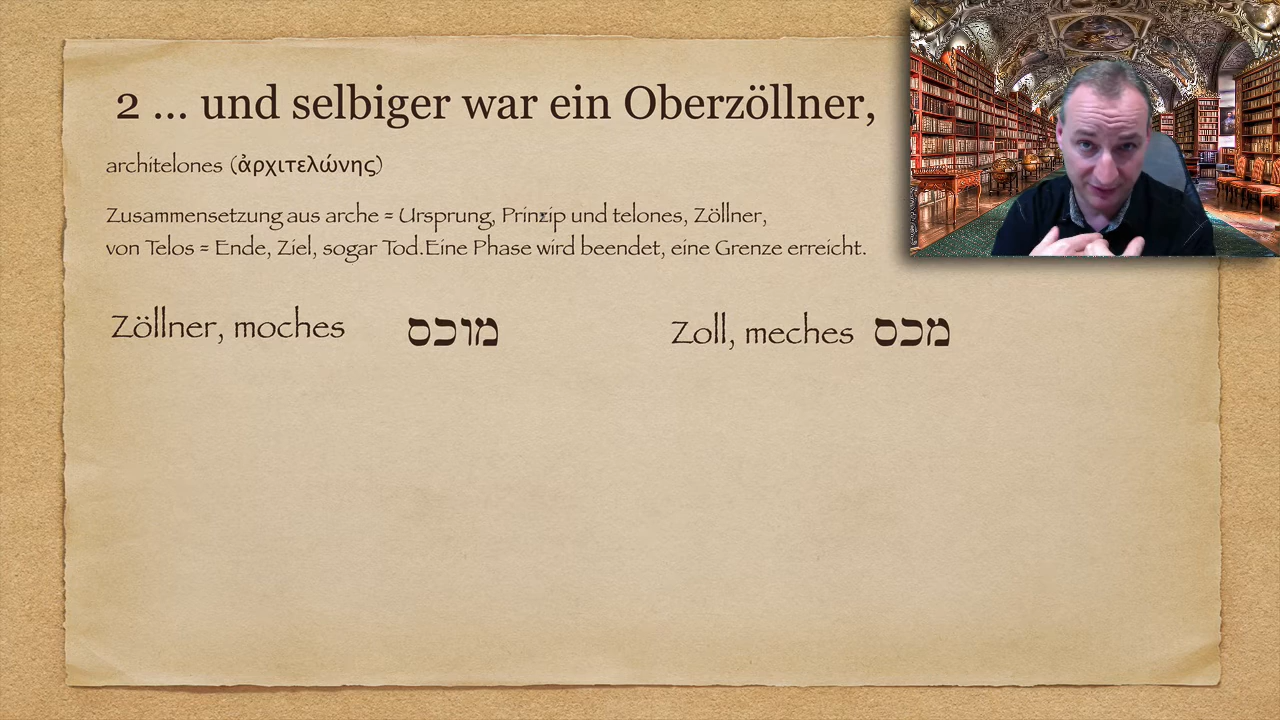 2 ... und selbiger war ein Oberzöllner,
architelones (ἀρχιτελώνης)
Zusammensetzung aus arche = Ursprung, Prinzip und telones, Zöllner,
von Telos = Ende, Ziel, sogar Tod.Eine Phase wird beendet, eine Grenze erreicht.
Zöllner, moches מוכס Zoll, meches מכס